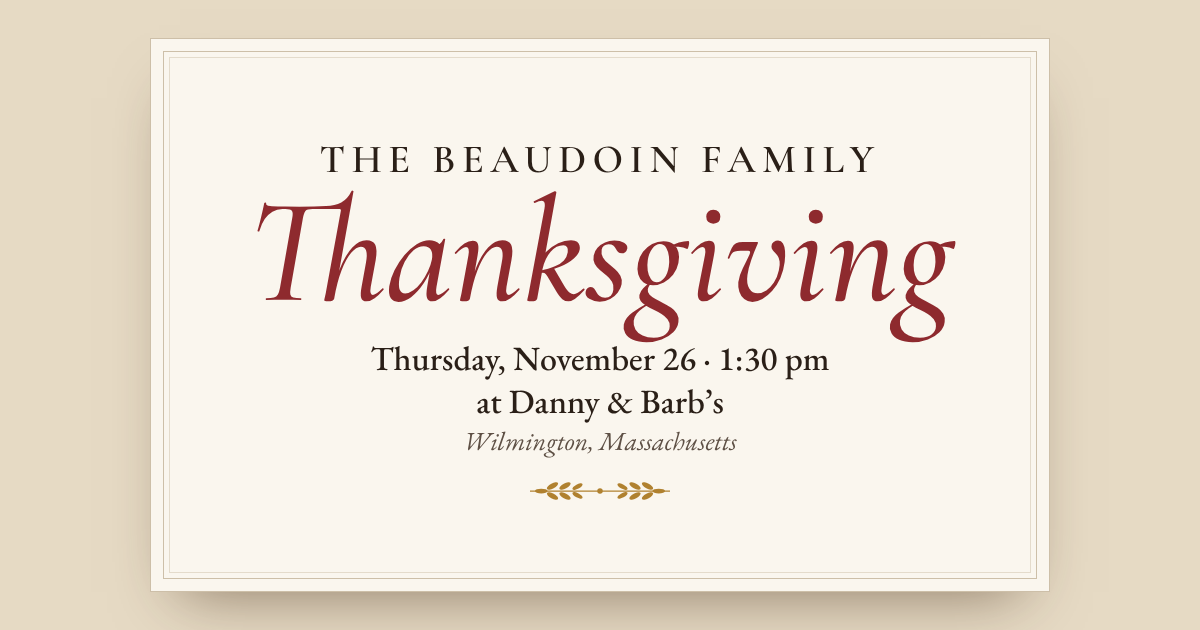 THE BEAUDOIN FAMILY
Thanksgiving
Thursday, November 26 · 1:30 pm
at Danny & Barb’s
Wilmington, Massachusetts